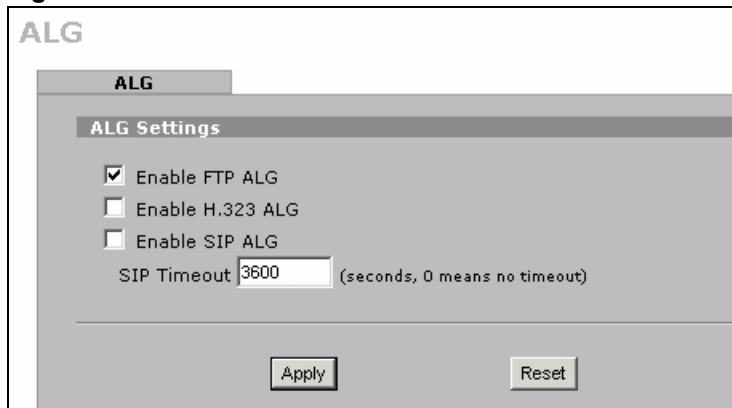 ALG
ALG
ALG Settings
Enable FTP ALG
Enable H.323 ALG
Enable SIP ALG
SIP Timeout 3600 (seconds, 0 means no timeout)
Apply Reset